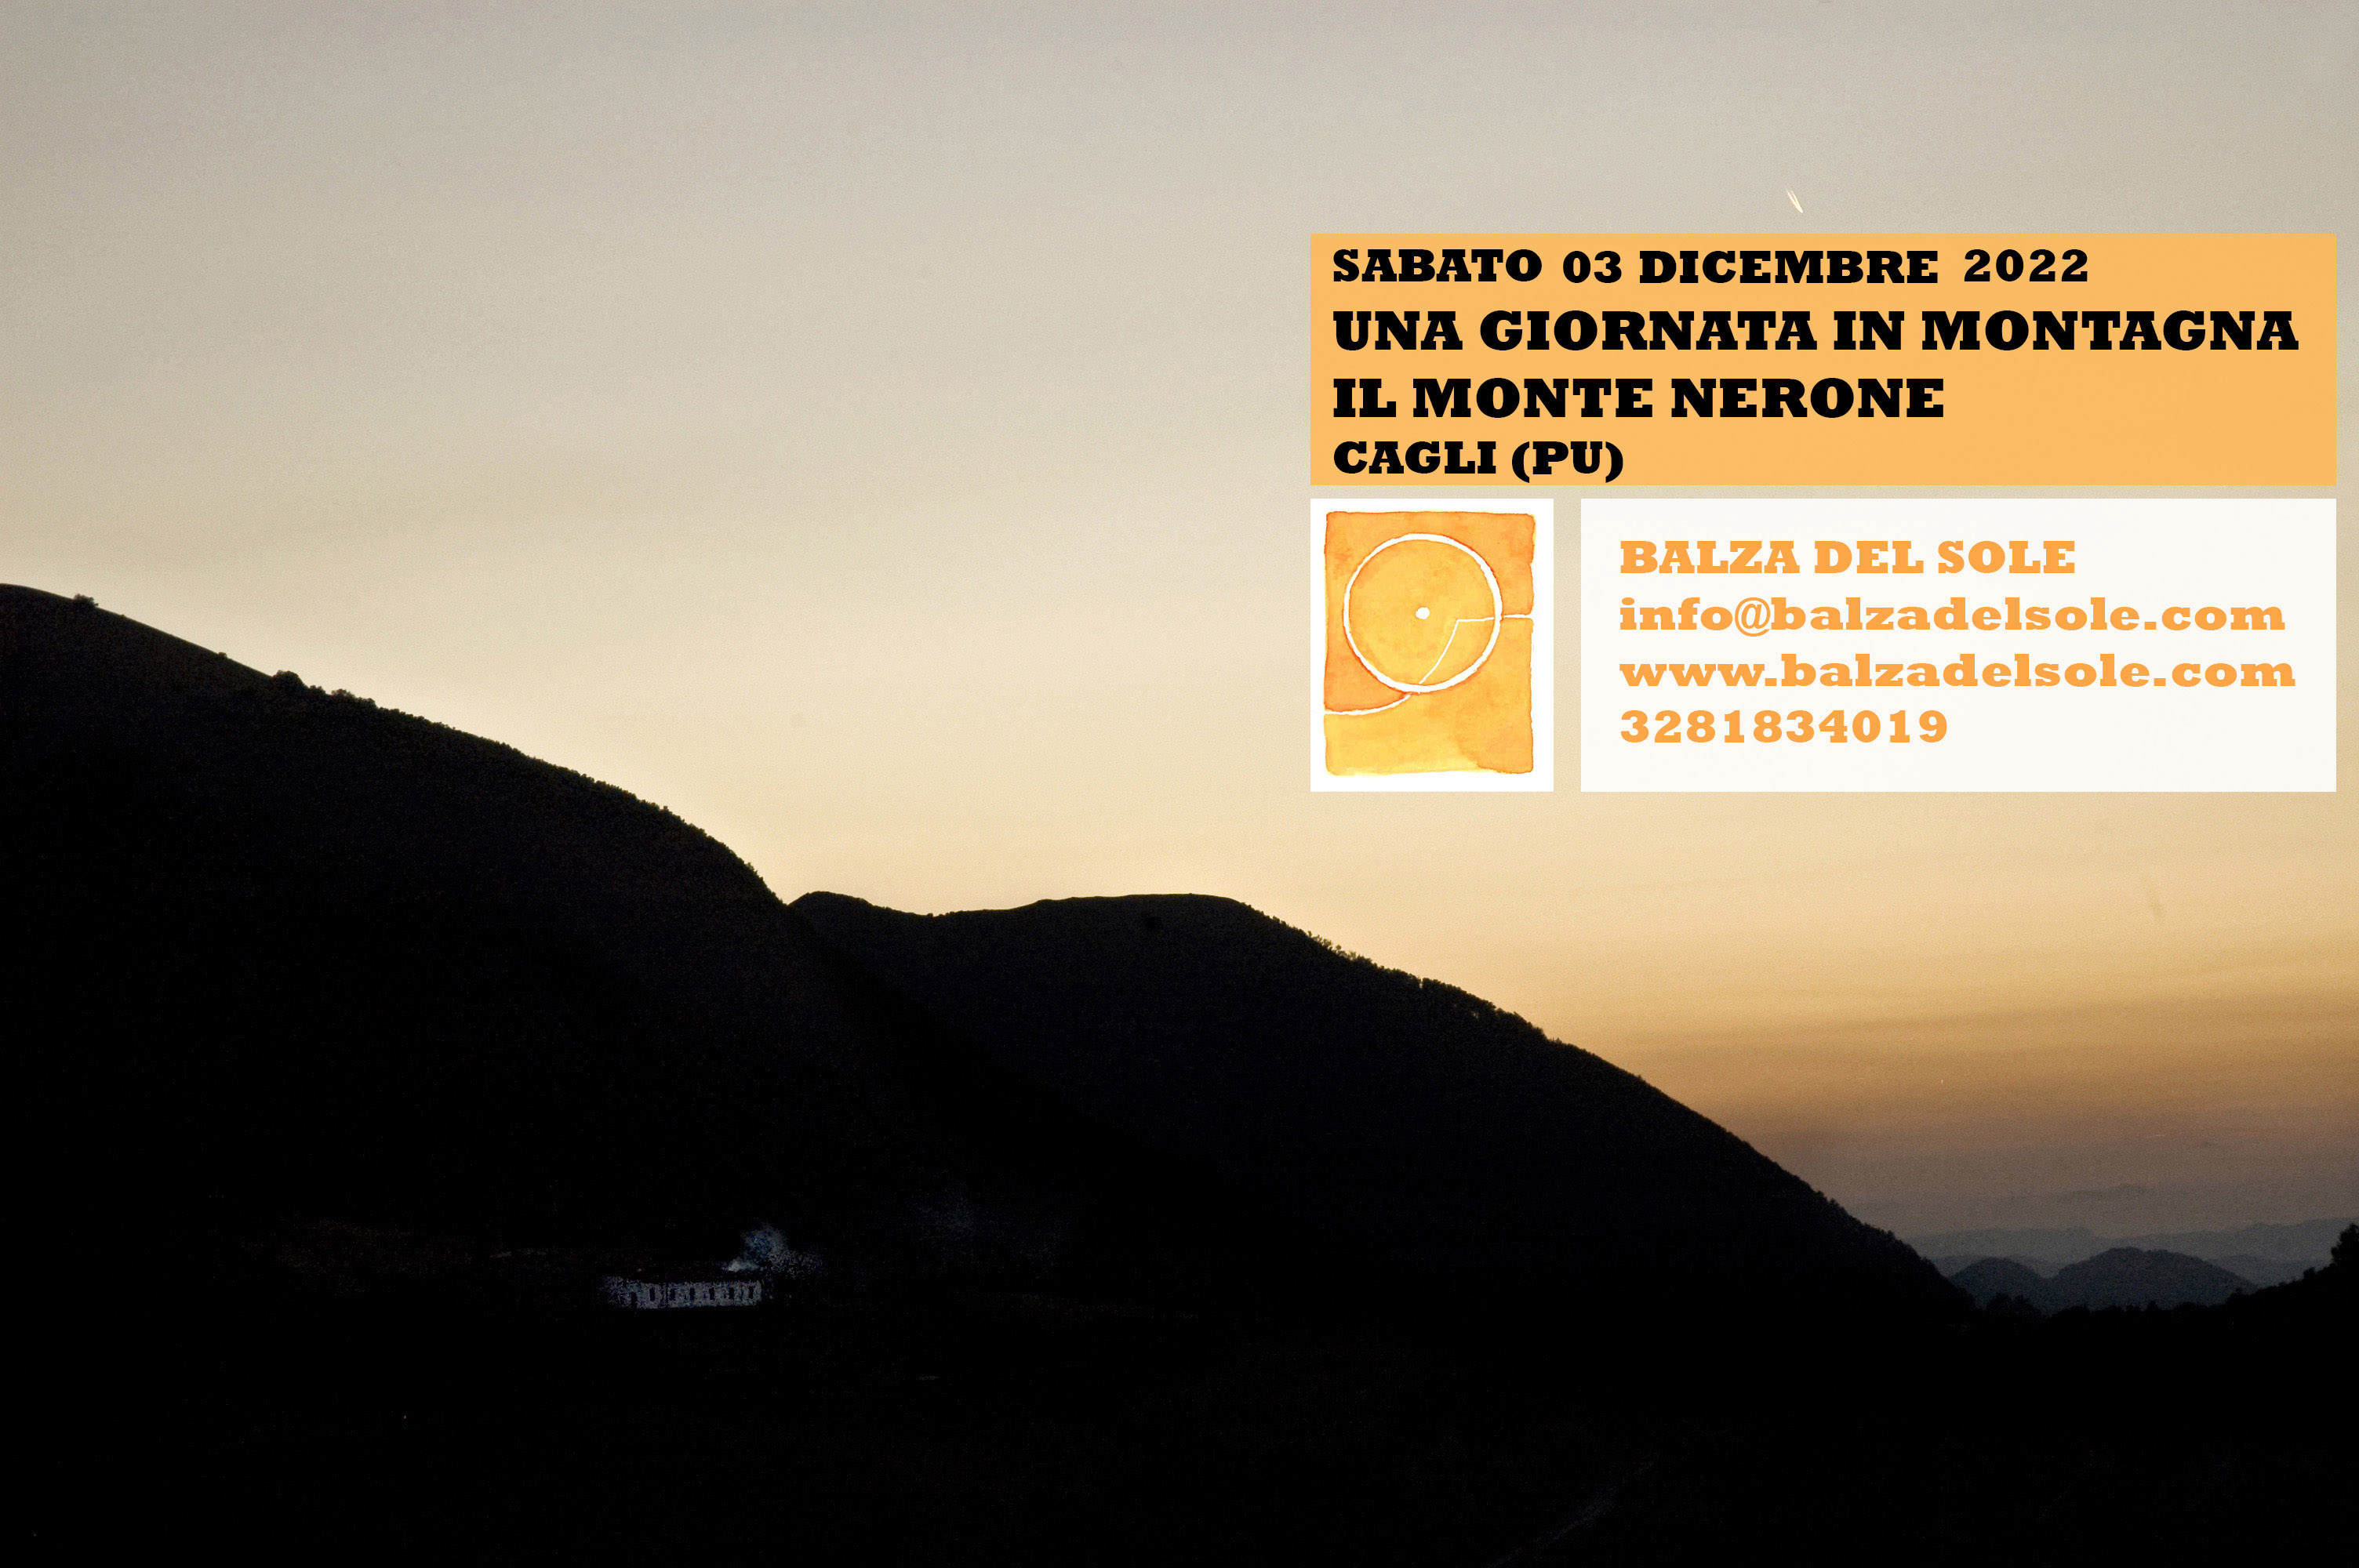 SABATO 03 DICEMBRE 2022
UNA GIORNATA IN MONTAGNA
IL MONTE NERONE
CAGLI (PU)
BALZA DEL SOLE
info@balzadelsole.com
www.balzadelsole.com
3281834019